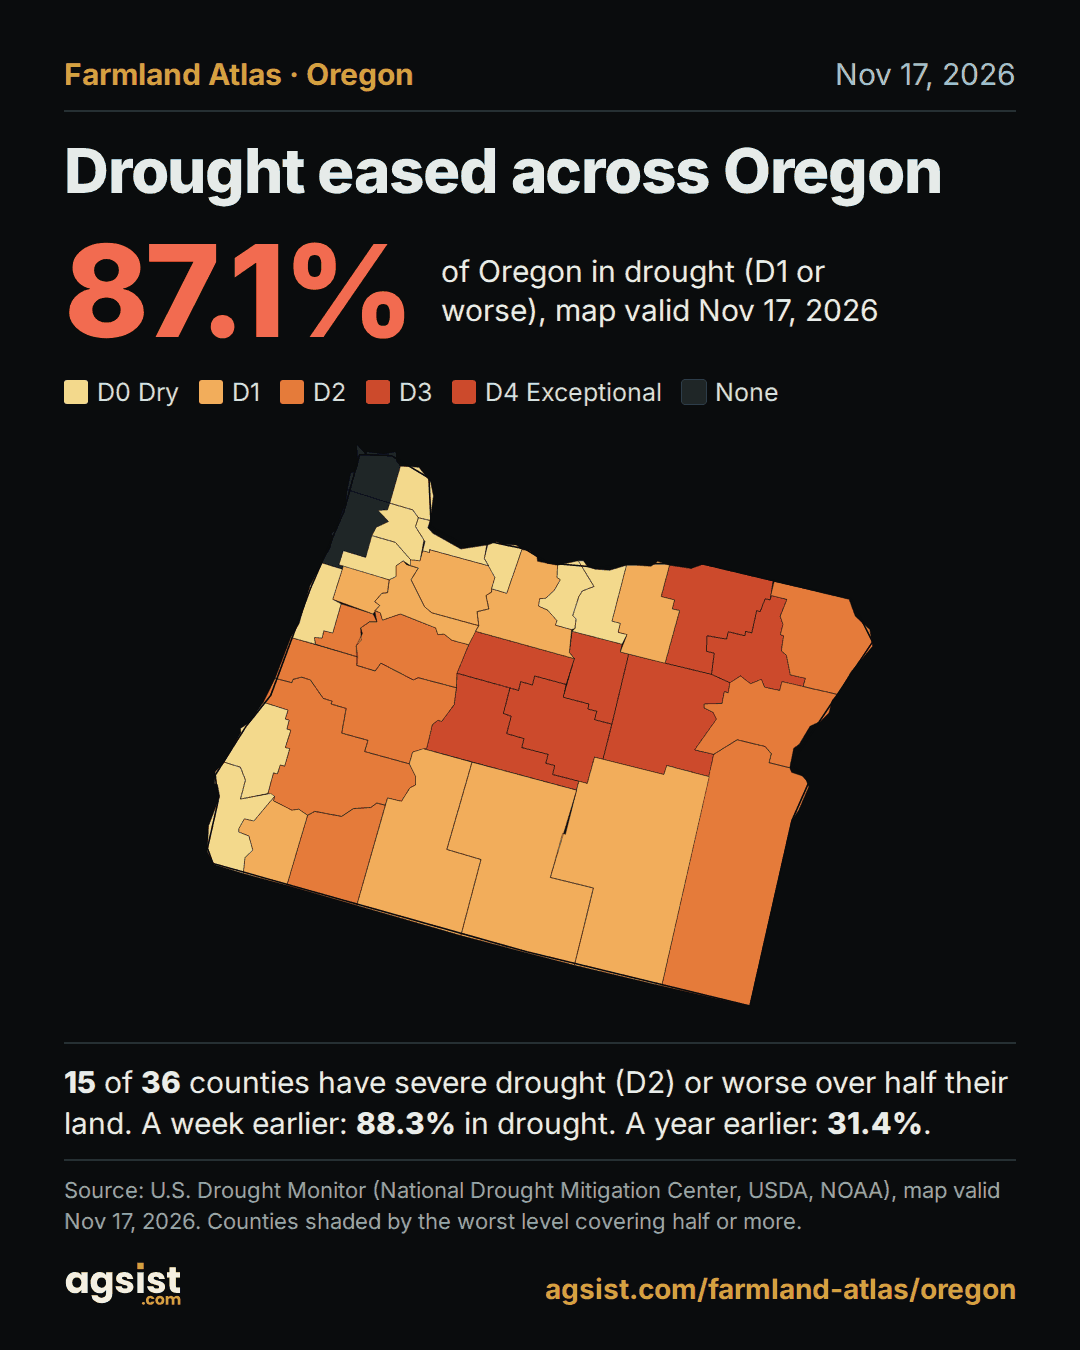 Farmland Atlas · Oregon
Nov 17, 2026
Drought eased across Oregon
87.1%
of Oregon in drought (D1 or
worse), map valid Nov 17, 2026
D0 Dry D1 D2 D3 D4 Exceptional None
15 of 36 counties have severe drought (D2) or worse over half their
land. A week earlier: 88.3% in drought. A year earlier: 31.4%.
Source: U.S. Drought Monitor (National Drought Mitigation Center, USDA, NOAA), map valid
Nov 17, 2026. Counties shaded by the worst level covering half or more.
agsist
.com
agsist.com/farmland-atlas/oregon